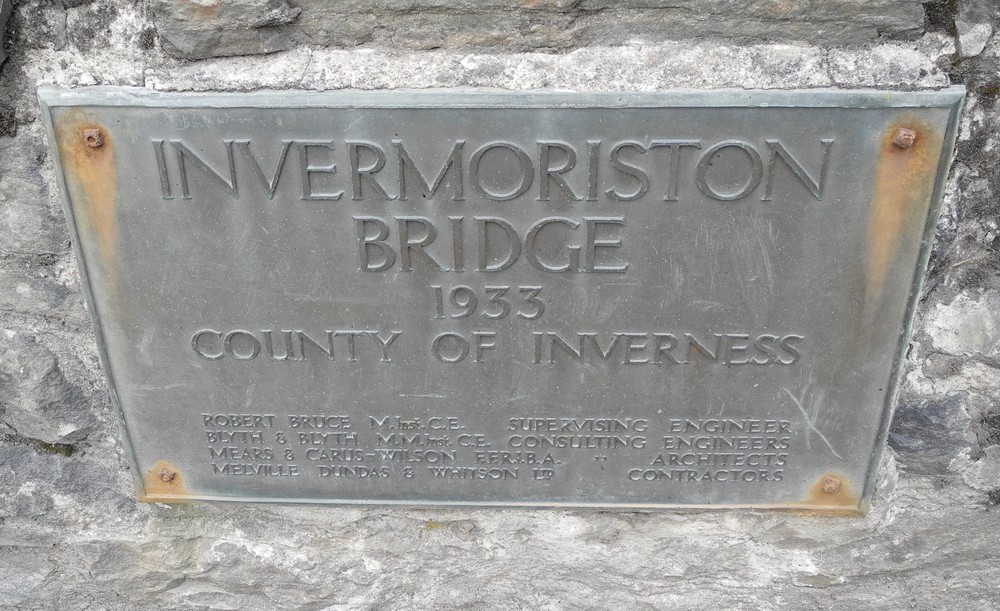 INVERMORISTON
BRIDGE
1933
COUNTY OF INVERNESS
ROBERT BRUCE M.Inst.C.E. SUPERVISING ENGINEER
BLYTH & BLYTH M.M.Inst.C.E. CONSULTING ENGINEERS
MEARS & CARUS-WILSON F.F.R.I.B.A. " ARCHITECTS
MELVILLE DUNDAS & WHITSON LTD CONTRACTORS